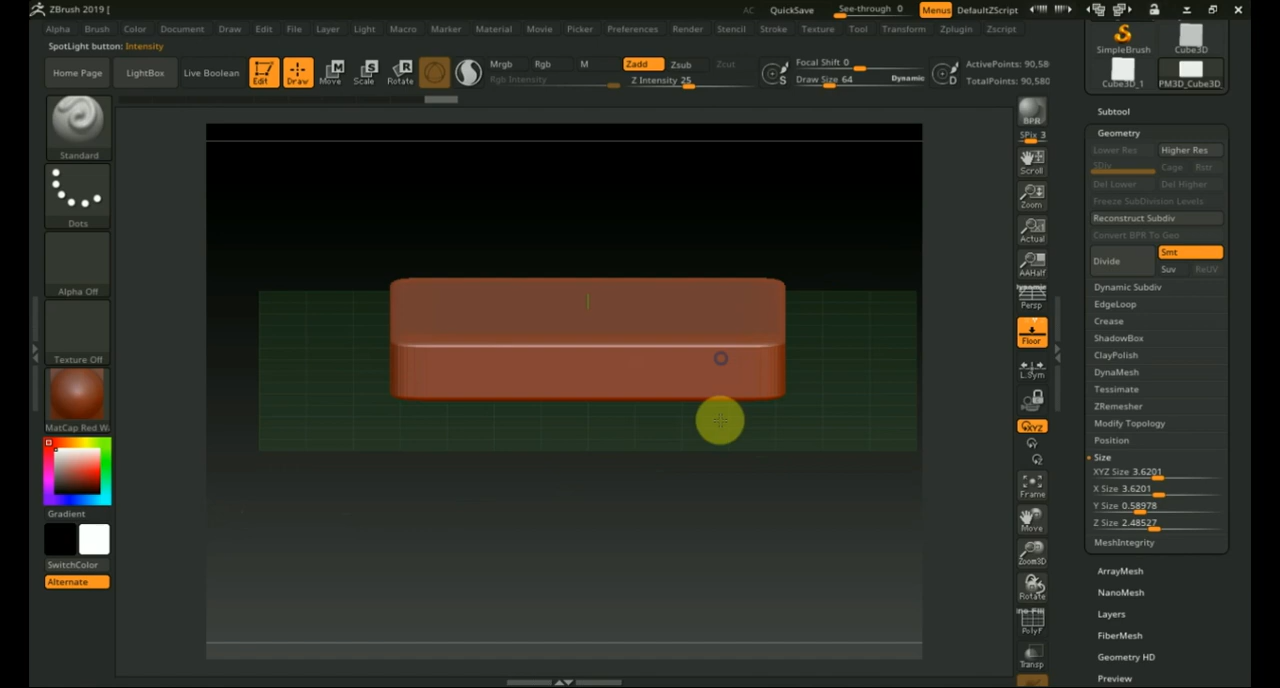 ZBrush 2019 [
AC QuickSave See-through 0 Menus DefaultZScript
Alpha Brush Color Document Draw Edit File Layer Light Macro Marker Material Movie Picker Preferences Render Stencil Stroke Texture Tool Transform Zplugin Zscript
SpotLight button: Intensity
Home Page LightBox Live Boolean Edit Draw Move Scale Rotate
Mrgb Rgb M Zadd Zsub Zcut
Rgb Intensity Z Intensity 25
Focal Shift 0
Draw Size 64 Dynamic
ActivePoints: 90,58
TotalPoints: 90,580
SimpleBrush Cube3D
Cube3D_1 PM3D_Cube3D_
Standard
Dots
Alpha Off
Texture Off
MatCap Red W
Gradient
SwitchColor
Alternate
BPR
SPix 3
Scroll
Zoom
Actual
AAHalf
Persp
Floor
L.Sym
XYZ
Frame
Move
Zoom3D
Rotate
PolyF
Transp
Subtool
Geometry
Lower Res Higher Res
SDiv Cage Rstr
Del Lower Del Higher
Freeze SubDivision Levels
Reconstruct Subdiv
Convert BPR To Geo
Divide Smt
Suv ReUV
Dynamic Subdiv
EdgeLoop
Crease
ShadowBox
ClayPolish
DynaMesh
Tessimate
ZRemesher
Modify Topology
Position
Size
XYZ Size 3.6201
X Size 3.6201
Y Size 0.58978
Z Size 2.48527
MeshIntegrity
ArrayMesh
NanoMesh
Layers
FiberMesh
Geometry HD
Preview